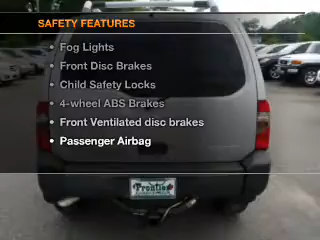 SAFETY FEATURES
Fog Lights
Front Disc Brakes
Child Safety Locks
4-wheel ABS Brakes
Front Ventilated disc brakes
Passenger Airbag
Frontier